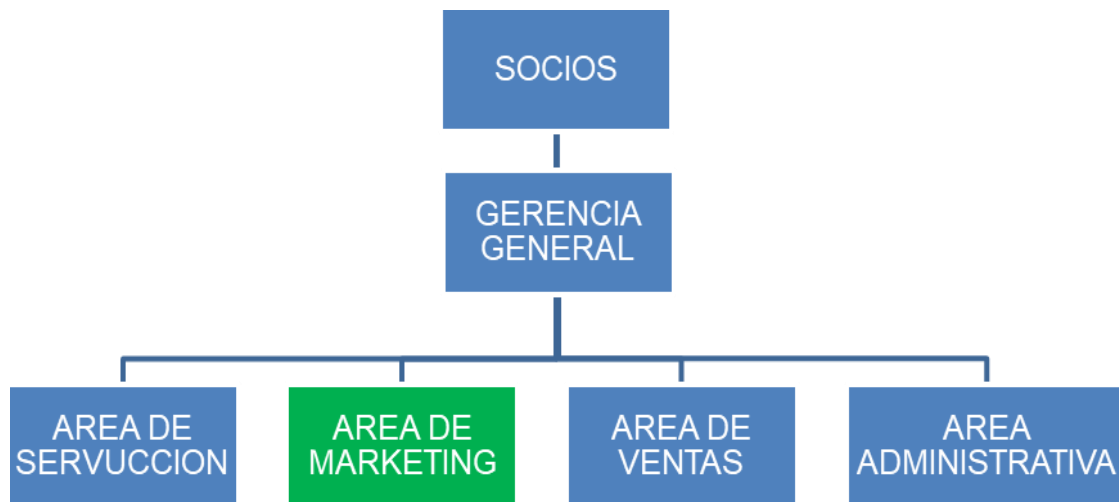 SOCIOS
GERENCIA
GENERAL
AREA DE
SERVUCCION
AREA DE
MARKETING
AREA DE
VENTAS
AREA
ADMINISTRATIVA